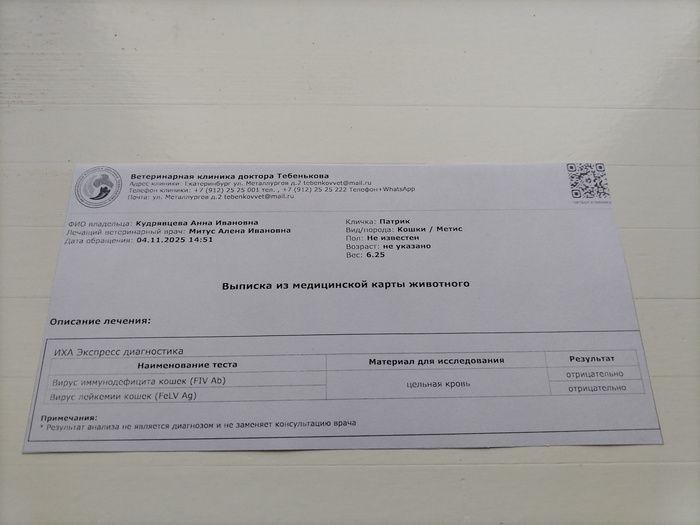 Ветеринарная клиника доктора Тебенькова
Адрес клиники: Екатеринбург ул. Металлургов д.2 tebenkovvet@mail.ru
Телефон клиники: +7 (912) 25 25 001 тел. , +7 (912) 25 25 222 Телефон+WhatsApp
Почта: ул. Металлургов д.2 tebenkovvet@mail.ru
ФИО владельца: Кудрявцева Анна Ивановна
Лечащий ветеринарный врач: Митус Алена Ивановна
Дата обращения: 04.11.2025 14:51
Кличка: Патрик
Вид/порода: Кошки / Метис
Пол: Не известен
Возраст: не указано
Вес: 6.25
Выписка из медицинской карты животного
Описание лечения:
ИХА Экспресс диагностика
Наименование теста Материал для исследования Результат
Вирус иммунодефицита кошек (FIV Ab) цельная кровь отрицательно
Вирус лейкемии кошек (FeLV Ag) отрицательно
Примечания:
* Результат анализа не является диагнозом и не заменяет консультацию врача